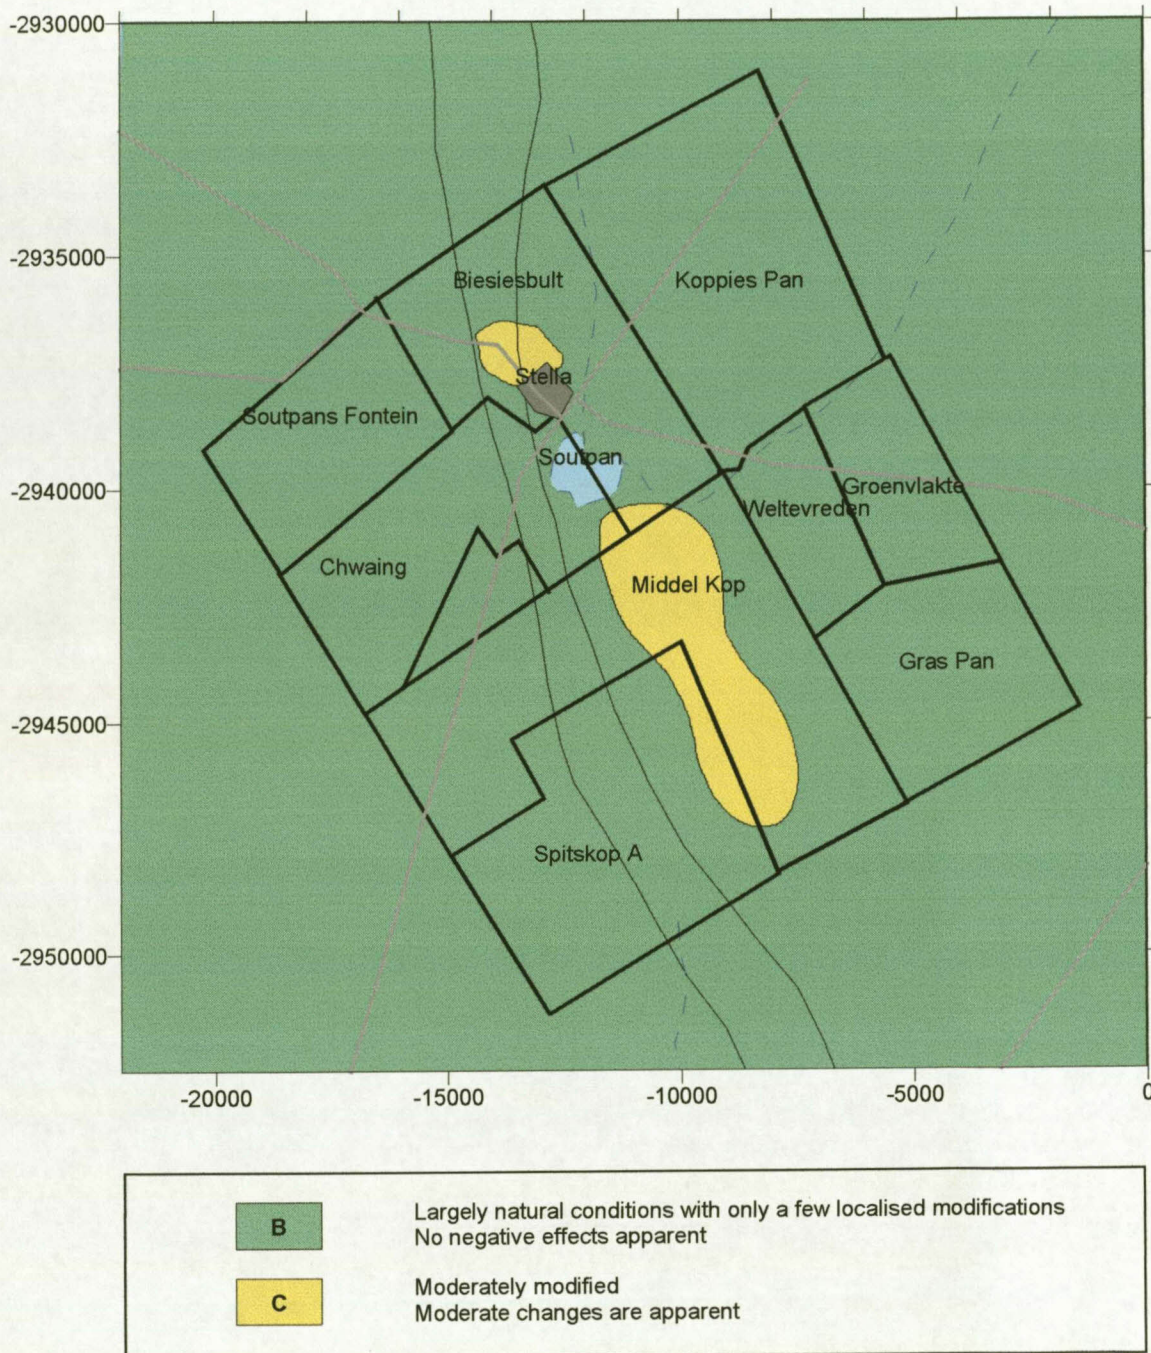 -2930000
-2935000
Biesiesbult
Koppies Pan
Stella
Soutpans Fontein
Soutpan
-2940000
Groenvlakte
Weltevreden
Chwaing
Middel Kop
Gras Pan
-2945000
Spitskop A
-2950000
-20000
-15000
-10000
-5000
0
B
Largely natural conditions with only a few localised modifications
No negative effects apparent
C
Moderately modified
Moderate changes are apparent